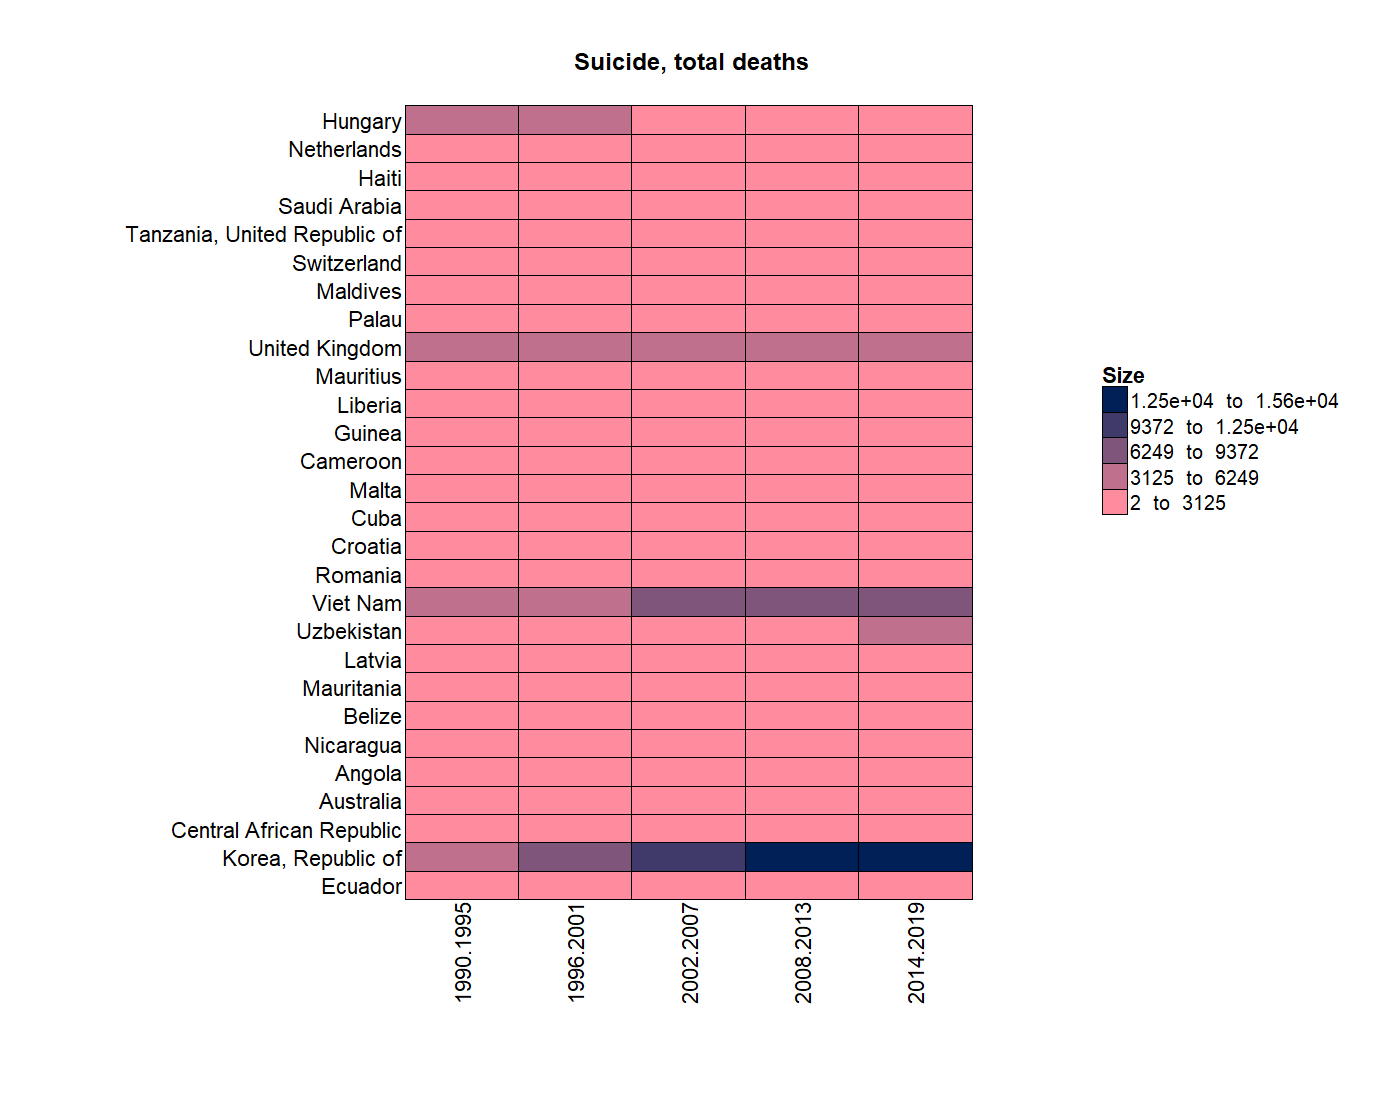 Suicide, total deaths
Hungary
Netherlands
Haiti
Saudi Arabia
Tanzania, United Republic of
Switzerland
Maldives
Palau
United Kingdom
Mauritius
Liberia
Guinea
Cameroon
Malta
Cuba
Croatia
Romania
Viet Nam
Uzbekistan
Latvia
Mauritania
Belize
Nicaragua
Angola
Australia
Central African Republic
Korea, Republic of
Ecuador
1990.1995
1996.2001
2002.2007
2008.2013
2014.2019
Size
1.25e+04 to 1.56e+04
9372 to 1.25e+04
6249 to 9372
3125 to 6249
2 to 3125